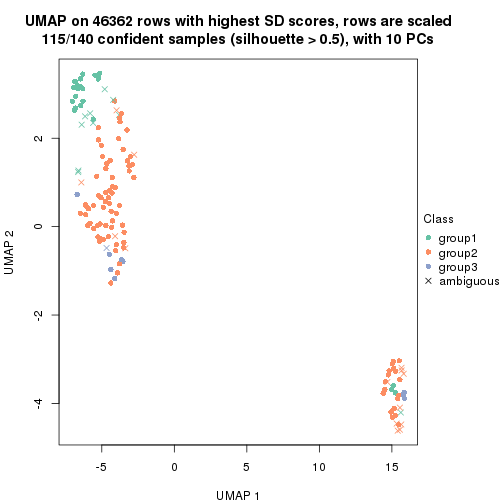 UMAP on 46362 rows with highest SD scores, rows are scaled
115/140 confident samples (silhouette > 0.5), with 10 PCs
2
0
-2
-4
UMAP 2
-5
0
5
10
15
UMAP 1
Class
group1
group2
group3
ambiguous